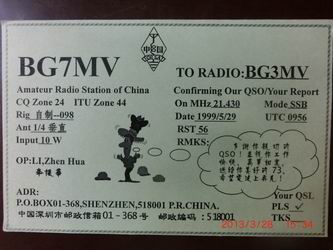 BG7MV TO RADIO: BG3MV
Amateur Radio Station of China Confirming Our QSO/Your Report
CQ Zone 24 ITU Zone 44 On MHz 21.430 Mode SSB
Rig 自制--098 Date 1999/5/29 UTC 0956
Ant 1/4 垂直 RST 56
Input 10 W RMKS:
OP:LI,Zhen Hua
QSO!
73.
ADR: Your QSL
P.O.BOX01-368,SHENZHEN,518001 P.R.CHINA. PLS ✓
中国深圳市邮政信箱01-368号 邮政编码:518001 TKS
2013/3/28 15:34